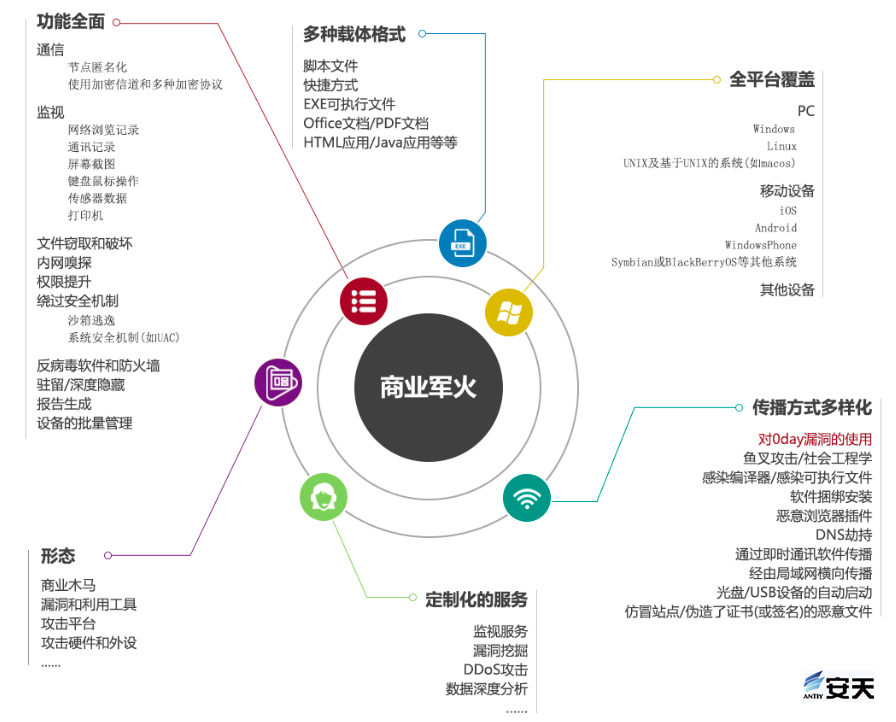 功能全面
通信
节点匿名化
使用加密信道和多种加密协议
监视
网络浏览记录
通讯记录
屏幕截图
键盘鼠标操作
传感器数据
打印机
文件窃取和破坏
内网嗅探
权限提升
绕过安全机制
沙箱逃逸
系统安全机制(如UAC)
反病毒软件和防火墙
驻留/深度隐藏
报告生成
设备的批量管理
多种载体格式
脚本文件
快捷方式
EXE可执行文件
Office文档/PDF文档
HTML应用/Java应用等等
全平台覆盖
PC
Windows
Linux
UNIX及基于UNIX的系统(如macos)
移动设备
iOS
Android
WindowsPhone
Symbian或BlackBerryOS等其他系统
其他设备
EXE
商业军火
传播方式多样化
对0day漏洞的使用
鱼叉攻击/社会工程学
感染编译器/感染可执行文件
软件捆绑安装
恶意浏览器插件
DNS劫持
通过即时通讯软件传播
经由局域网横向传播
光盘/USB设备的自动启动
仿冒站点/伪造了证书(或签名)的恶意文件
形态
商业木马
漏洞和利用工具
攻击平台
攻击硬件和外设
......
定制化的服务
监视服务
漏洞挖掘
DDoS攻击
数据深度分析
......
ANTIY 安天